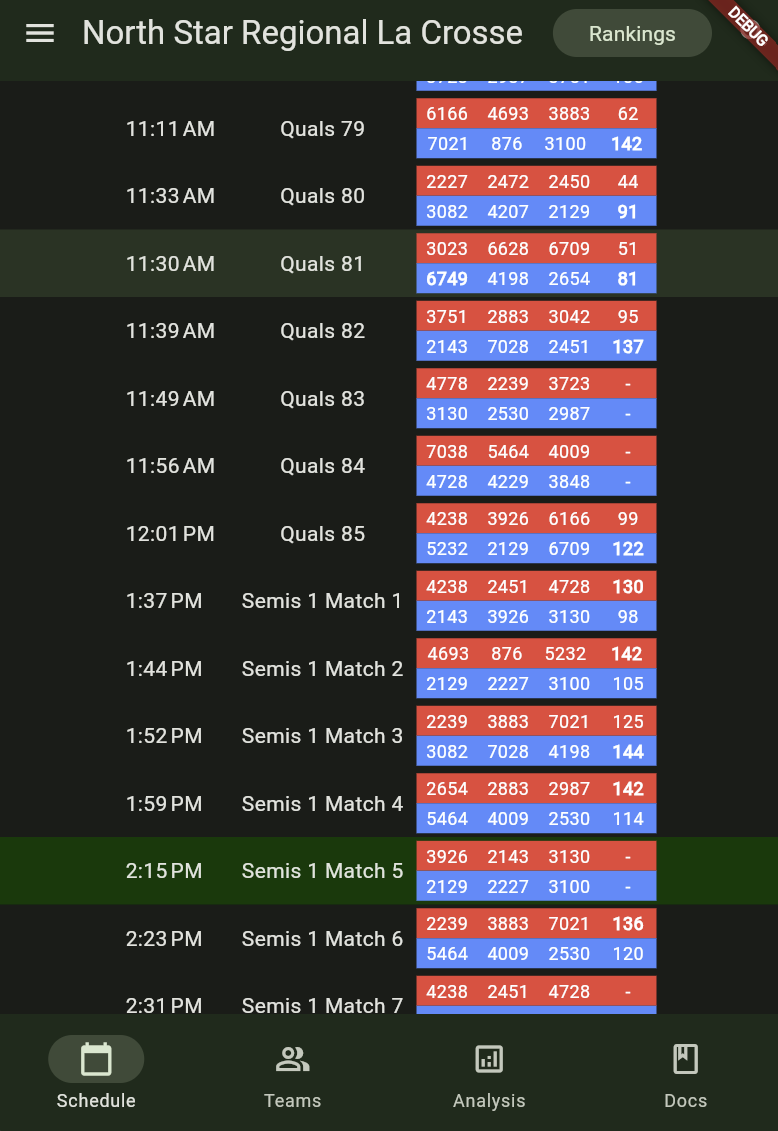 North Star Regional La Crosse Rankings DEBUG
11:11 AM Quals 79 6166 4693 3883 62
7021 876 3100 142
11:33 AM Quals 80 2227 2472 2450 44
3082 4207 2129 91
11:30 AM Quals 81 3023 6628 6709 51
6749 4198 2654 81
11:39 AM Quals 82 3751 2883 3042 95
2143 7028 2451 137
11:49 AM Quals 83 4778 2239 3723 -
3130 2530 2987 -
11:56 AM Quals 84 7038 5464 4009 -
4728 4229 3848 -
12:01 PM Quals 85 4238 3926 6166 99
5232 2129 6709 122
1:37 PM Semis 1 Match 1 4238 2451 4728 130
2143 3926 3130 98
1:44 PM Semis 1 Match 2 4693 876 5232 142
2129 2227 3100 105
1:52 PM Semis 1 Match 3 2239 3883 7021 125
3082 7028 4198 144
1:59 PM Semis 1 Match 4 2654 2883 2987 142
5464 4009 2530 114
2:15 PM Semis 1 Match 5 3926 2143 3130 -
2129 2227 3100 -
2:23 PM Semis 1 Match 6 2239 3883 7021 136
5464 4009 2530 120
2:31 PM Semis 1 Match 7 4238 2451 4728 -
Schedule Teams Analysis Docs